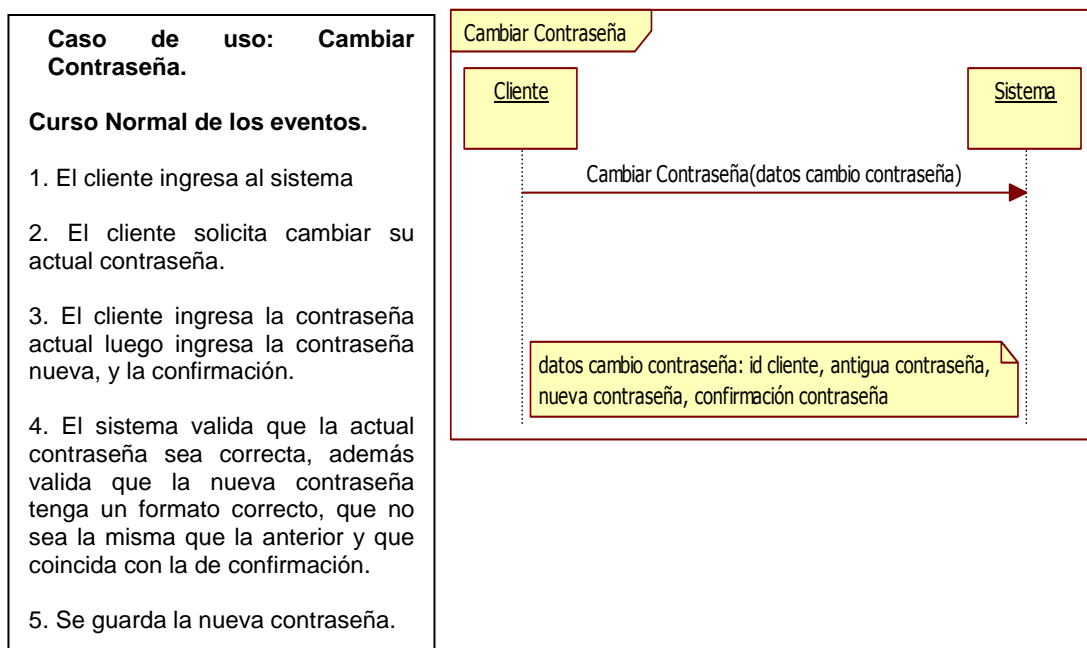 Caso de uso: Cambiar
Contraseña.
Curso Normal de los eventos.
1. El cliente ingresa al sistema
2. El cliente solicita cambiar su
actual contraseña.
3. El cliente ingresa la contraseña
actual luego ingresa la contraseña
nueva, y la confirmación.
4. El sistema valida que la actual
contraseña sea correcta, además
valida que la nueva contraseña
tenga un formato correcto, que no
sea la misma que la anterior y que
coincida con la de confirmación.
5. Se guarda la nueva contraseña.
Cambiar Contraseña
Cliente
Sistema
Cambiar Contraseña(datos cambio contraseña)
datos cambio contraseña: id cliente, antigua contraseña,
nueva contraseña, confirmación contraseña